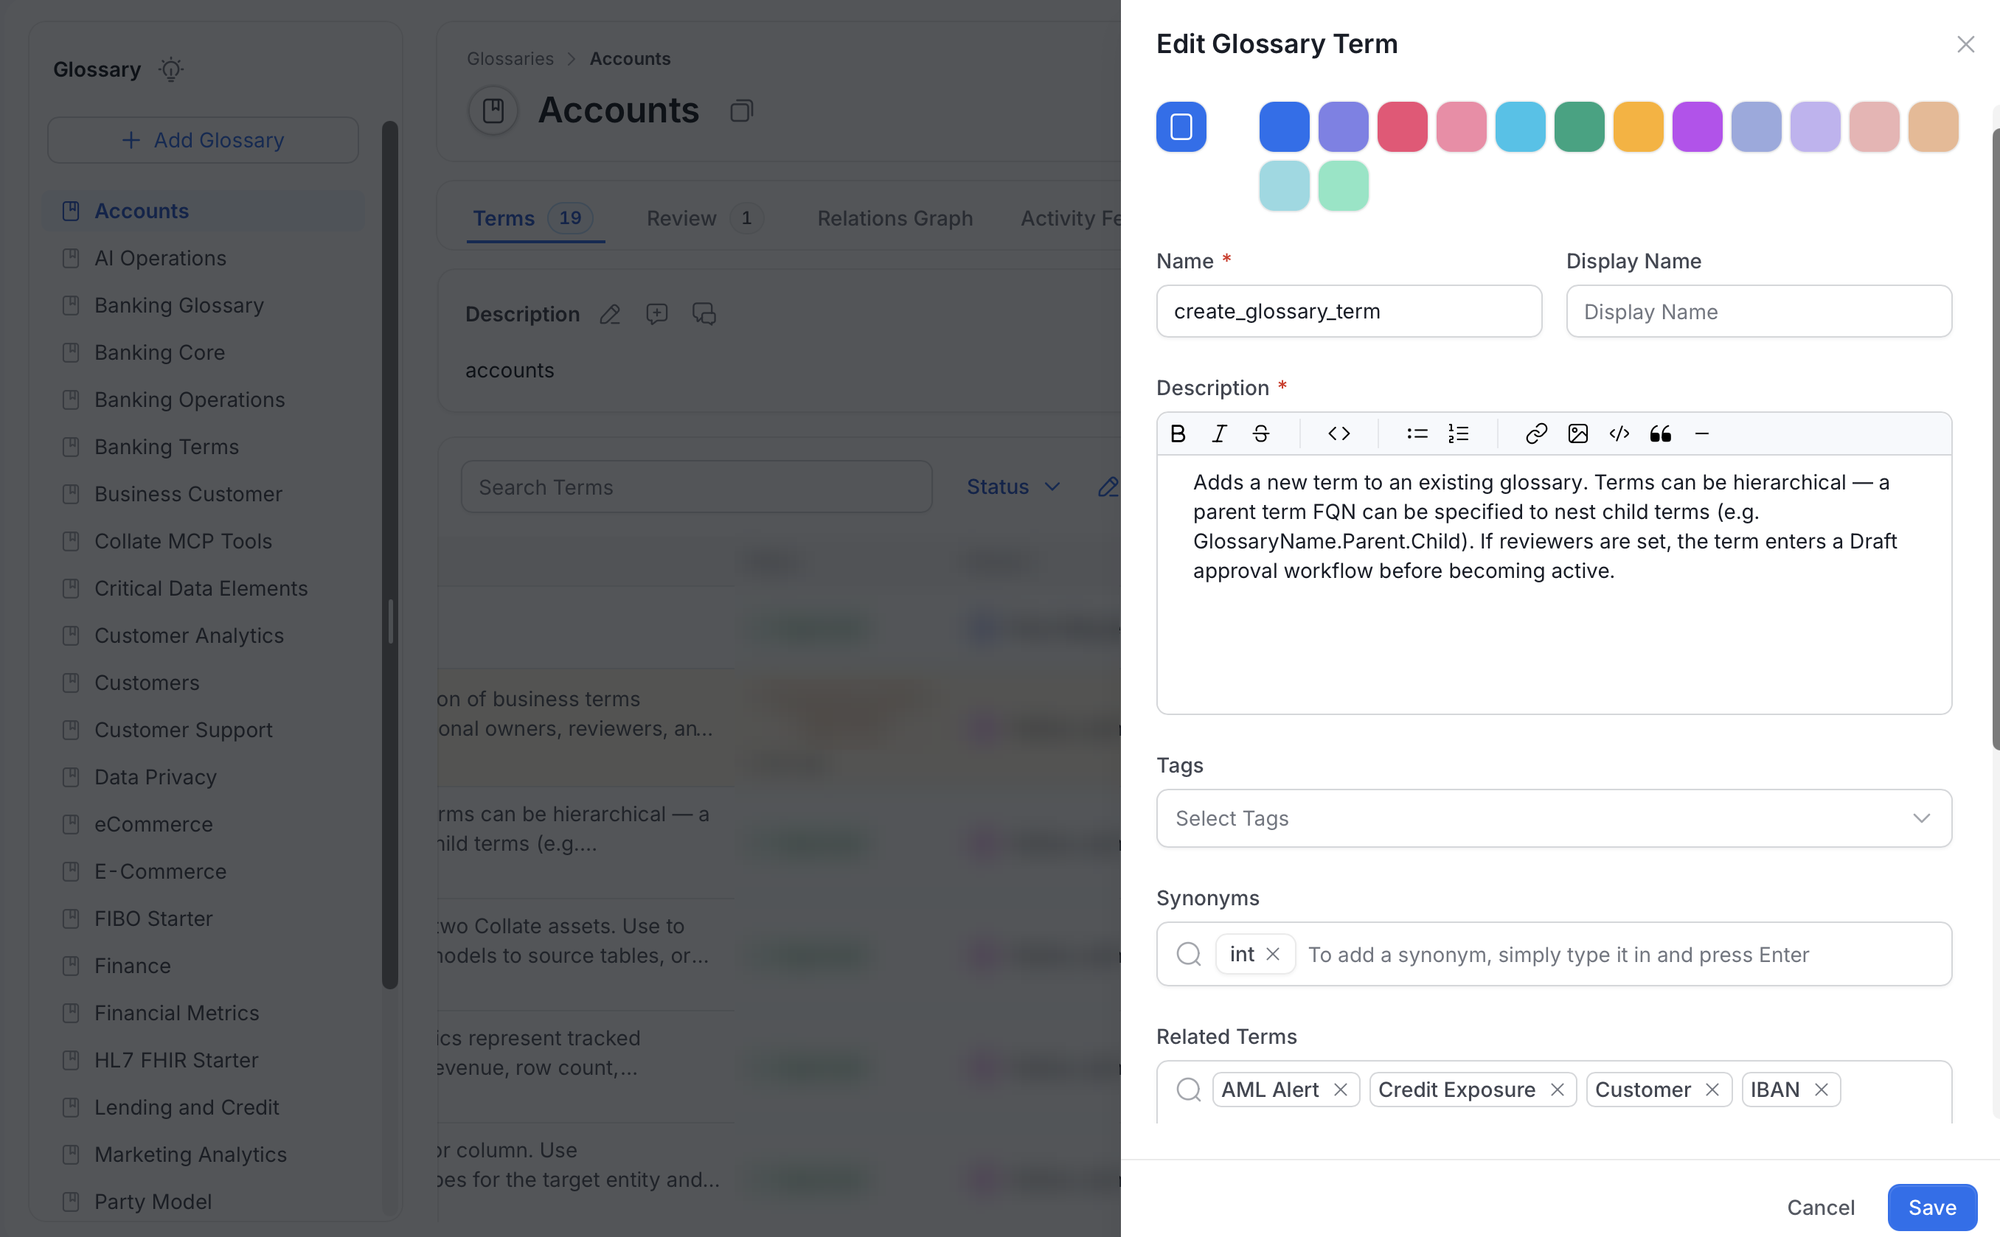 Glossary
+ Add Glossary
Accounts
AI Operations
Banking Glossary
Banking Core
Banking Operations
Banking Terms
Business Customer
Collate MCP Tools
Critical Data Elements
Customer Analytics
Customers
Customer Support
Data Privacy
eCommerce
E-Commerce
FIBO Starter
Finance
Financial Metrics
HL7 FHIR Starter
Lending and Credit
Marketing Analytics
Party Model
Glossaries > Accounts
Accounts
Terms 19 Review 1 Relations Graph Activity Fe
Description
accounts
Search Terms
Status
on of business terms
onal owners, reviewers, an...
rms can be hierarchical — a
hild terms (e.g....
two Collate assets. Use to
nodels to source tables, or...
ics represent tracked
evenue, row count,...
or column. Use
pes for the target entity and...
Edit Glossary Term
Name *
Display Name
create_glossary_term
Display Name
Description *
Adds a new term to an existing glossary. Terms can be hierarchical — a
parent term FQN can be specified to nest child terms (e.g.
GlossaryName.Parent.Child). If reviewers are set, the term enters a Draft
approval workflow before becoming active.
Tags
Select Tags
Synonyms
int To add a synonym, simply type it in and press Enter
Related Terms
AML Alert Credit Exposure Customer IBAN
Cancel Save